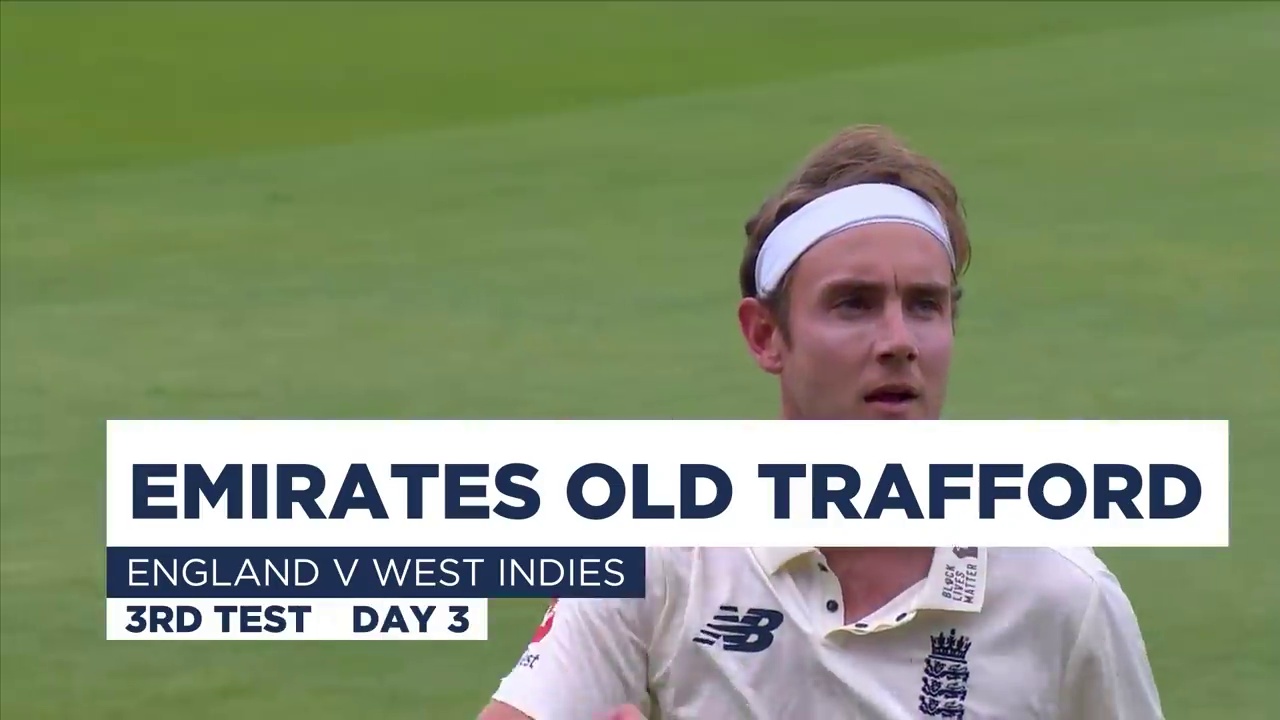 EMIRATES OLD TRAFFORD
ENGLAND V WEST INDIES
3RD TEST DAY 3
BLACK
LIVES
MATTER
NB